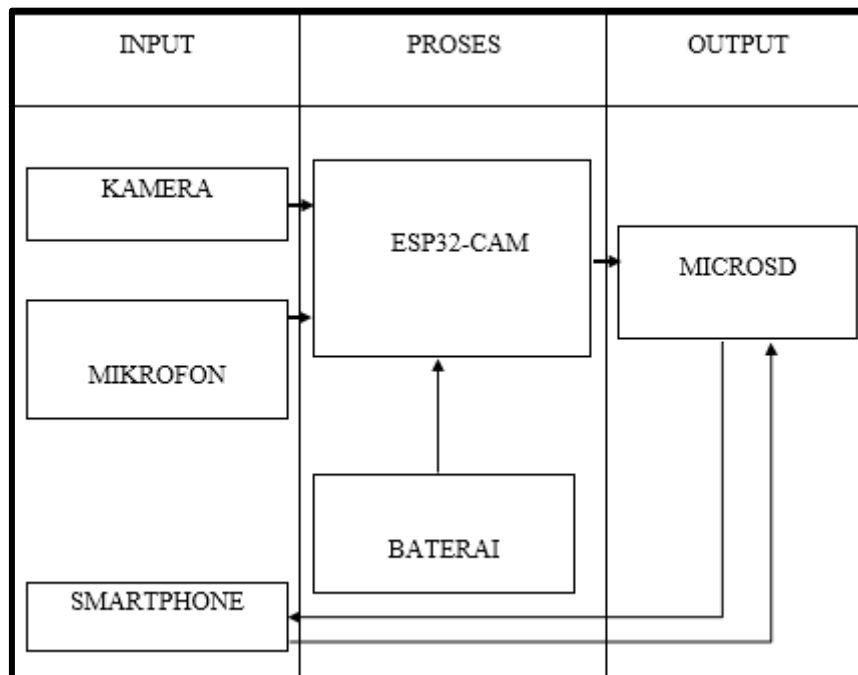 INPUT
PROSES
OUTPUT
KAMERA
ESP32-CAM
MICROSD
MIKROFON
BATERAI
SMARTPHONE